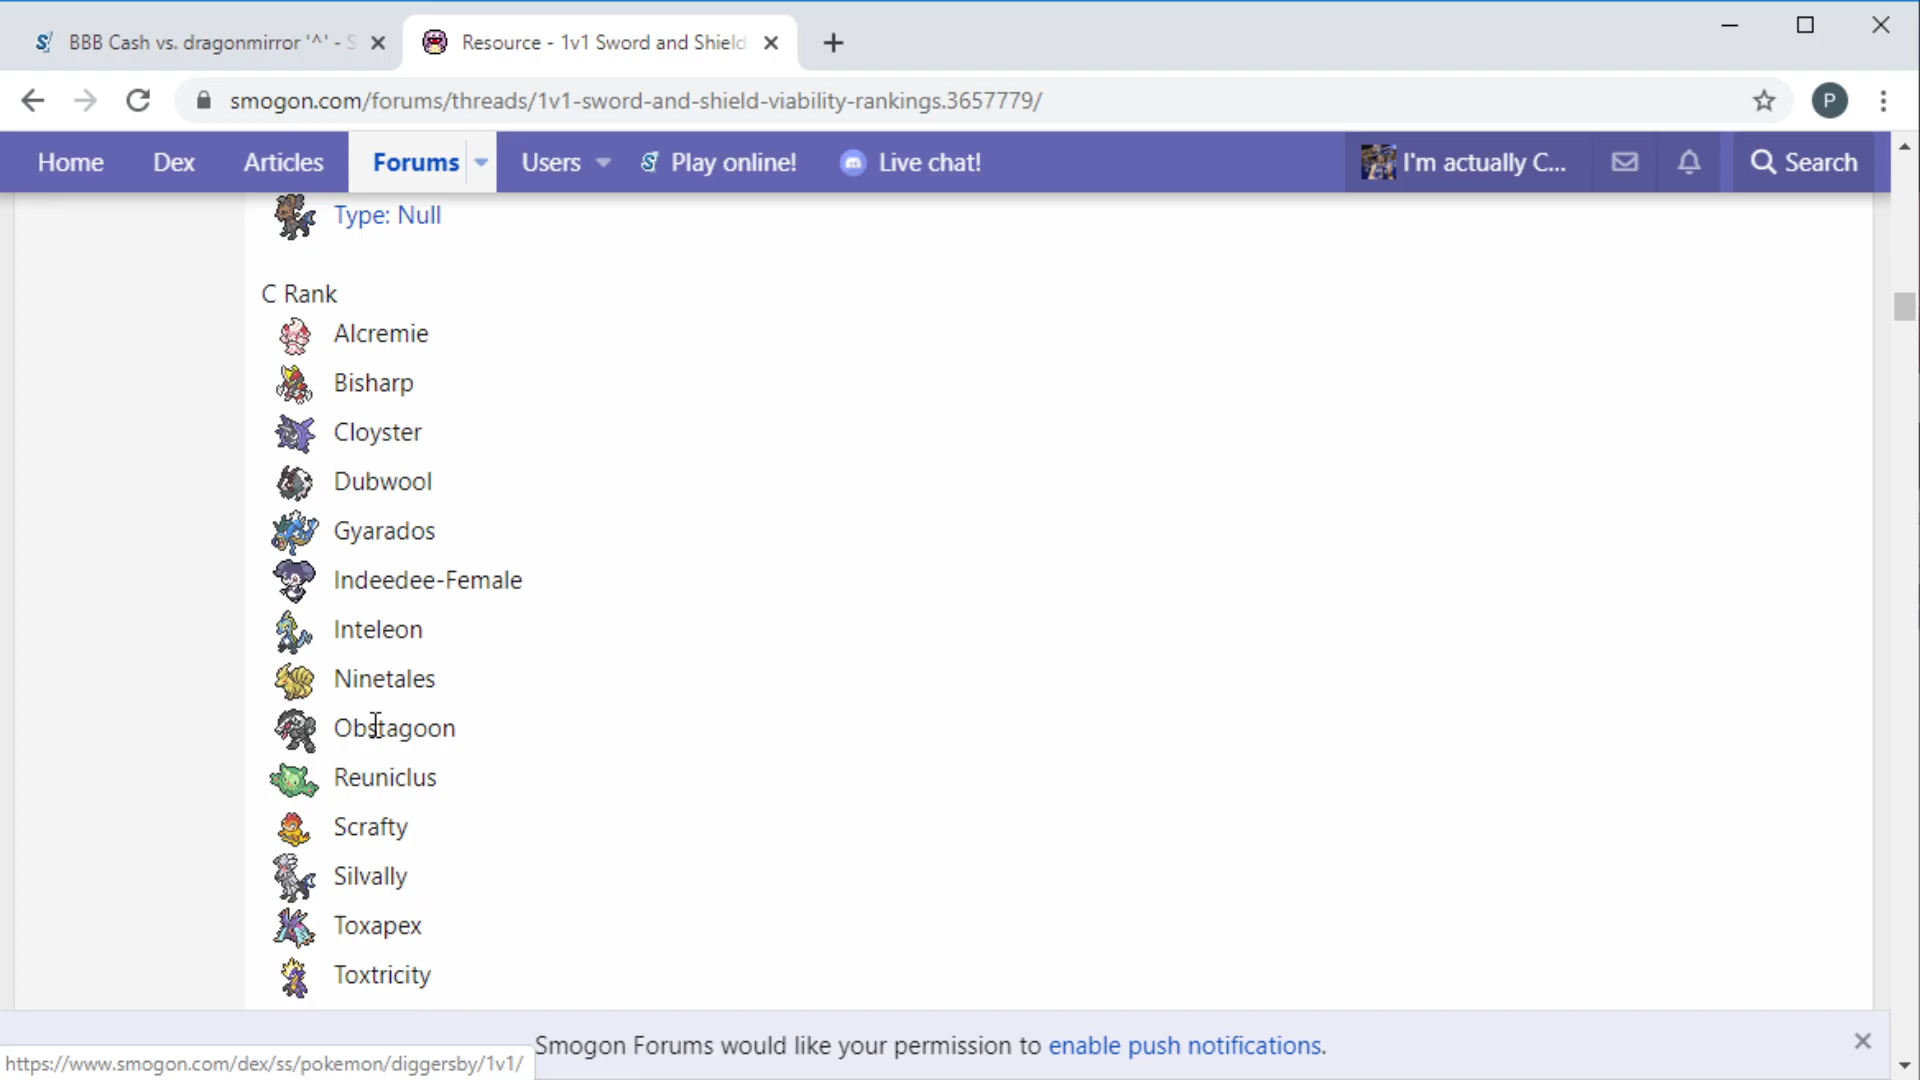 BBB Cash vs. dragonmirror '^' - S
Resource - 1v1 Sword and Shield
smogon.com/forums/threads/1v1-sword-and-shield-viability-rankings.3657779/
P
Home Dex Articles Forums Users Play online! Live chat! I'm actually C... Search
Type: Null
C Rank
Alcremie
Bisharp
Cloyster
Dubwool
Gyarados
Indeedee-Female
Inteleon
Ninetales
Obstagoon
Reuniclus
Scrafty
Silvally
Toxapex
Toxtricity
Smogon Forums would like your permission to enable push notifications.
https://www.smogon.com/dex/ss/pokemon/diggersby/1v1/